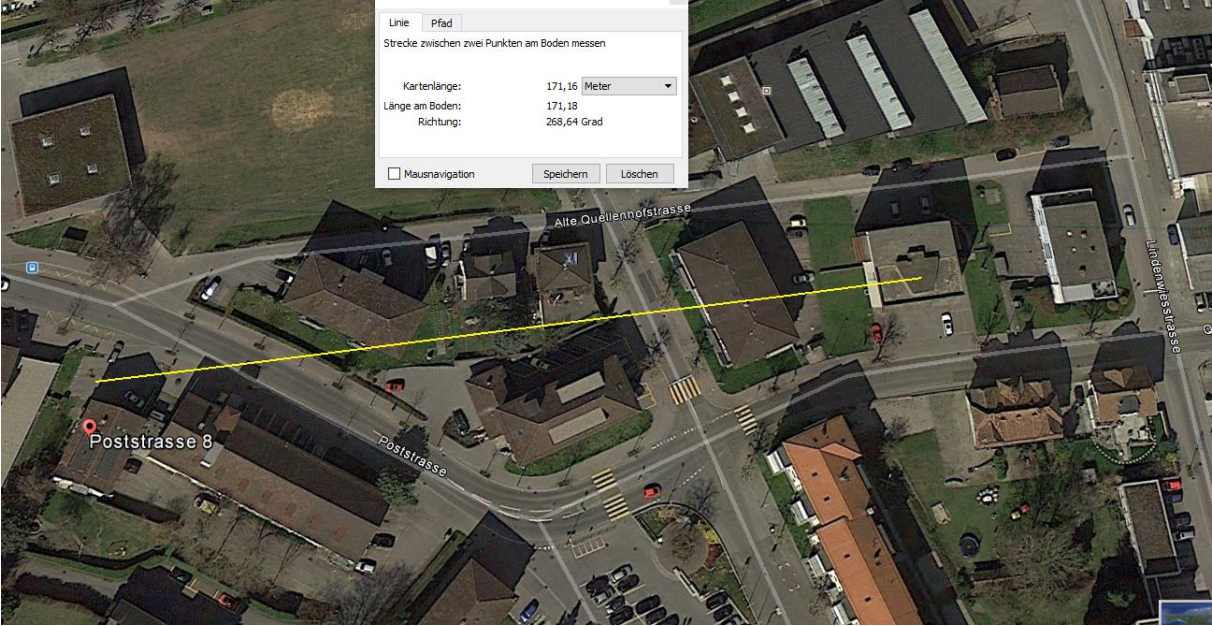 Linie Pfad
Strecke zwischen zwei Punkten am Boden messen
Kartenlänge: 171,16 Meter
Länge am Boden: 171,18
Richtung: 268,64 Grad
Mausnavigation Speichern Löschen
Alte Quellenhofstrasse
Lindenwiesstrasse
Q
Poststrasse 8
Poststrasse